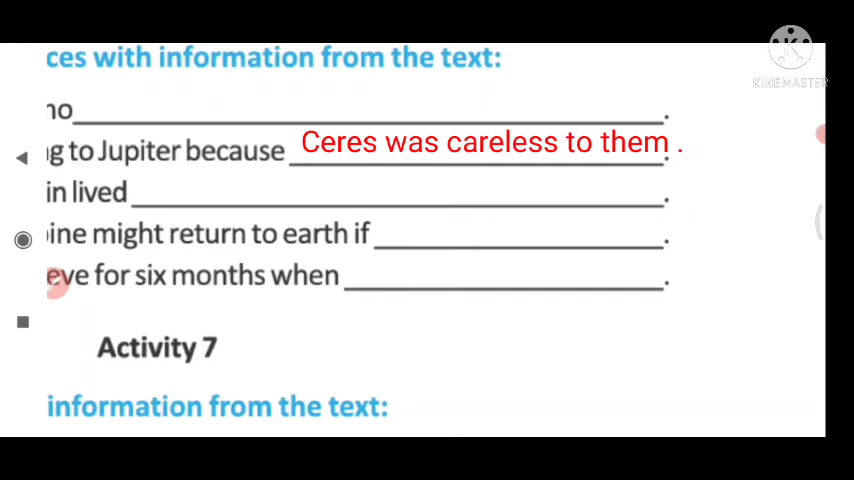 ces with information from the text:
KINEMASTER
no .
g to Jupiter because Ceres was careless to them .
in lived .
ine might return to earth if .
eve for six months when .
Activity 7
information from the text: